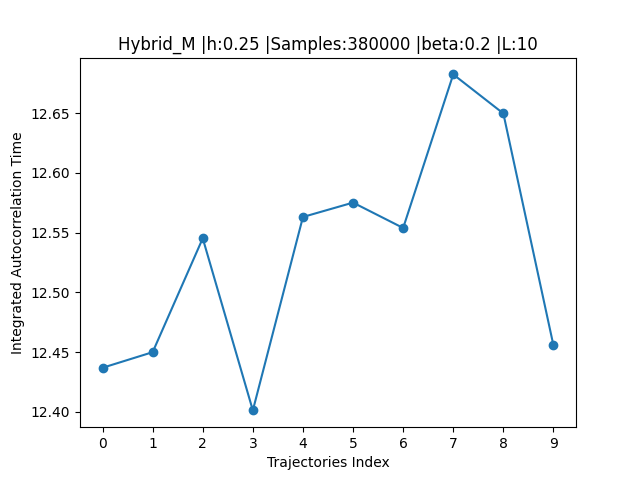 Hybrid_M |h:0.25 |Samples:380000 |beta:0.2 |L:10
Integrated Autocorrelation Time
12.65
12.60
12.55
12.50
12.45
12.40
0 1 2 3 4 5 6 7 8 9
Trajectories Index